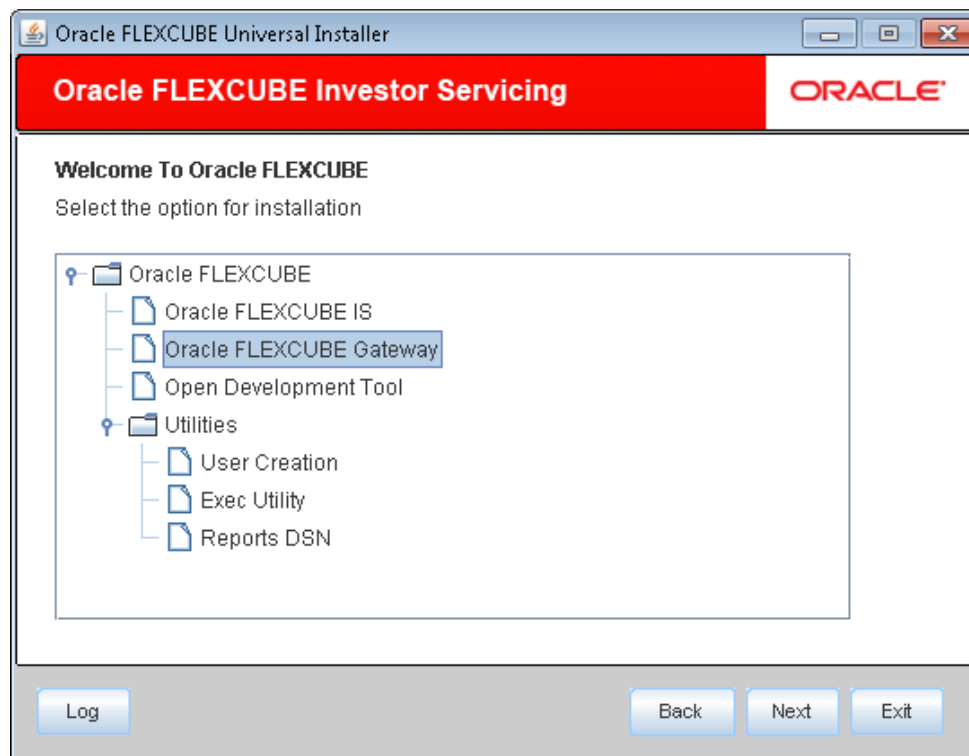 Oracle FLEXCUBE Universal Installer
Oracle FLEXCUBE Investor Servicing
ORACLE
Welcome To Oracle FLEXCUBE
Select the option for installation
Oracle FLEXCUBE
Oracle FLEXCUBE IS
Oracle FLEXCUBE Gateway
Open Development Tool
Utilities
User Creation
Exec Utility
Reports DSN
Log
Back
Next
Exit